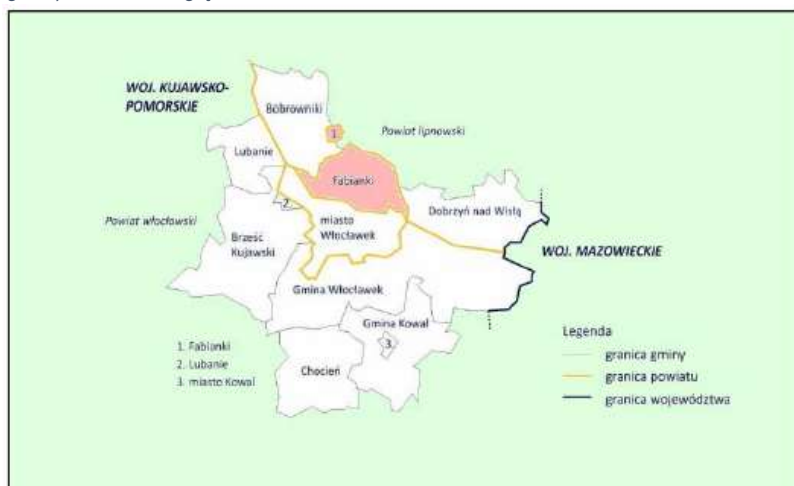 WOJ. KUJAWSKO-
POMORSKIE
Bobrowniki
1.
Powiat lipnowski
Lubanie
Fabianki
2.
Dobrzyń nad Wisłą
Powiat włocławski
miasto
Włocławek
Brześć
Kujawski
WOJ. MAZOWIECKIE
Gmina Włocławek
Gmina Kowal
3.
Chocień
1. Fabianki
2. Lubanie
3. miasto Kowal
Legenda
granica gminy
granica powiatu
granica województwa